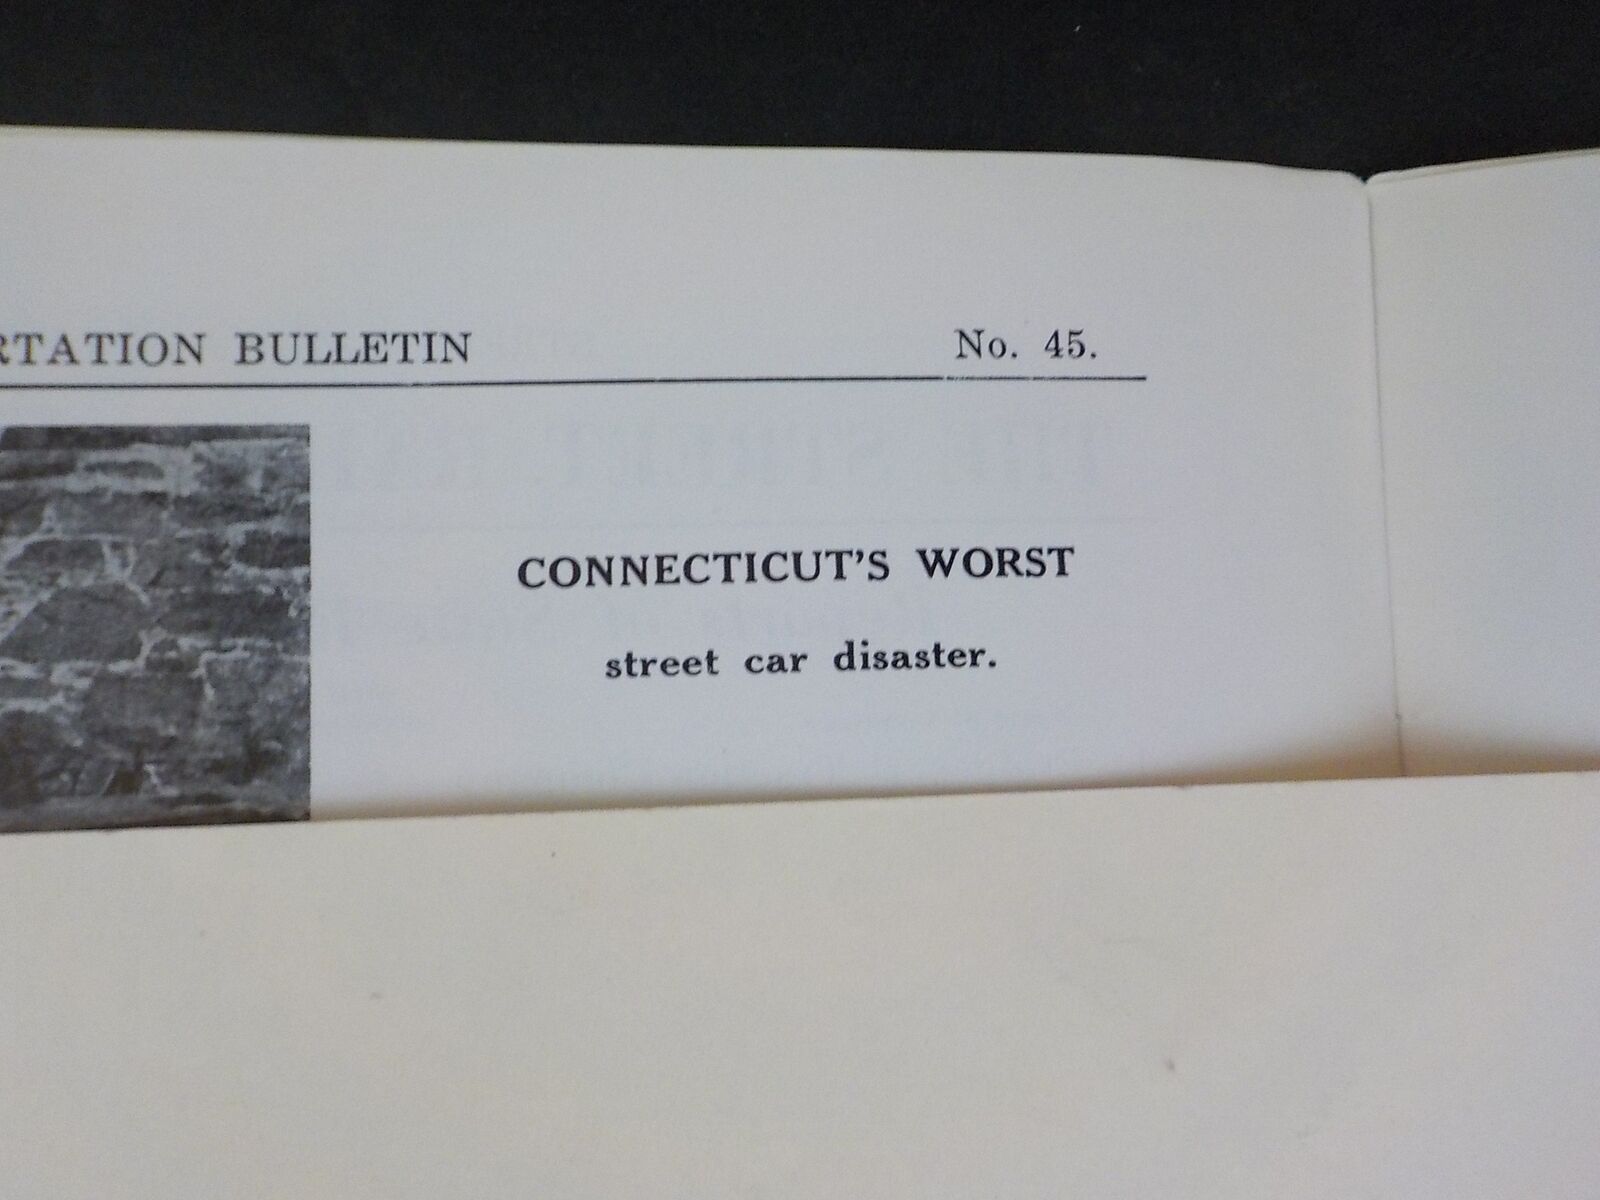 RTATION BULLETIN No. 45.
CONNECTICUT'S WORST
street car disaster.